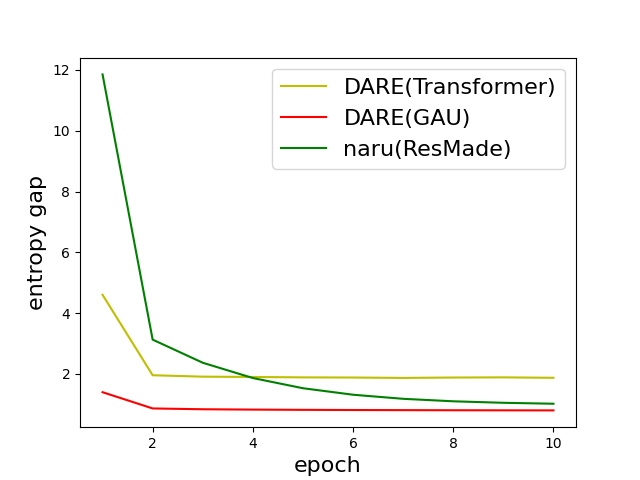 12
10
8
6
4
2
entropy gap
DARE(Transformer)
DARE(GAU)
naru(ResMade)
2 4 6 8 10
epoch